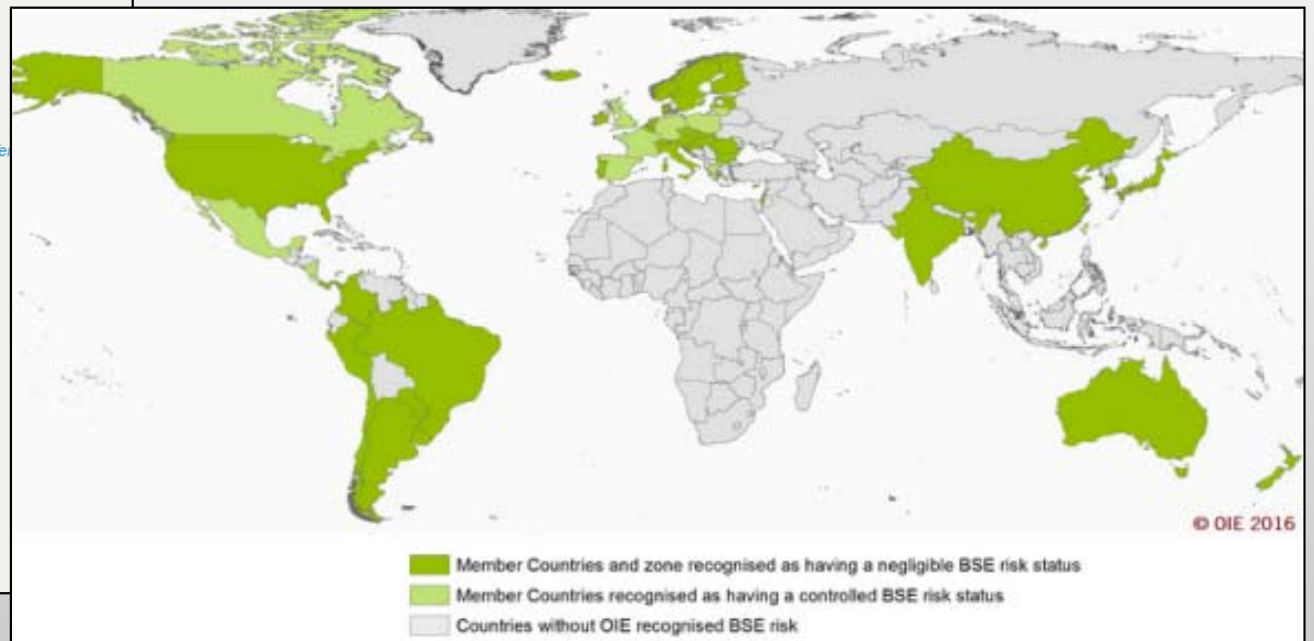 © OIE 2016
Member Countries and zone recognised as having a negligible BSE risk status
Member Countries recognised as having a controlled BSE risk status
Countries without OIE recognised BSE risk